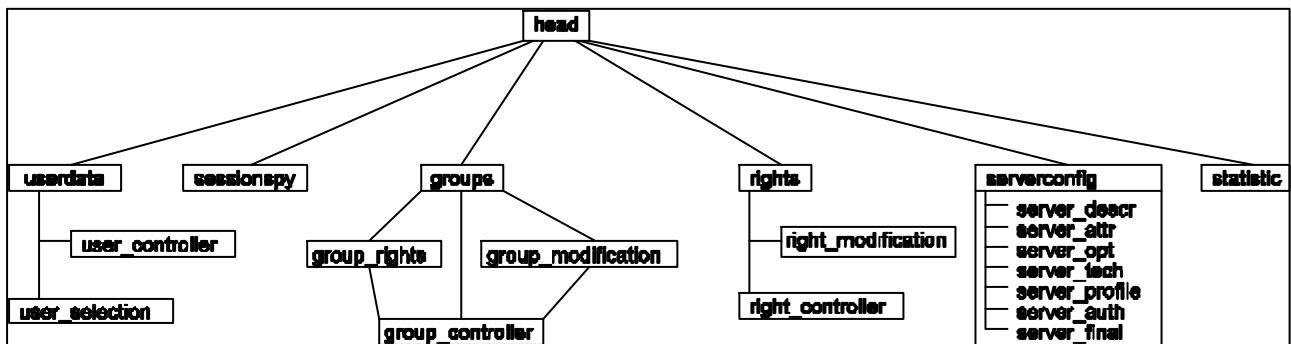 head
userdata
sessionspy
groups
rights
serverconfig
statistic
user_controller
user_selection
group_rights
group_modification
group_controller
right_modification
right_controller
server_descr
server_attr
server_opt
server_tech
server_profile
server_auth
server_final